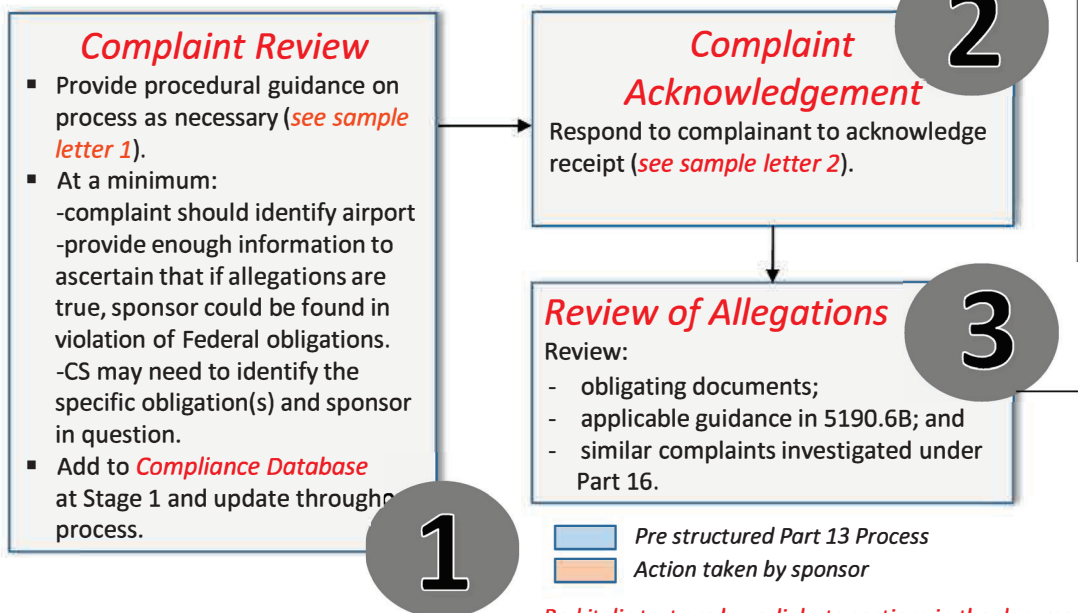 Complaint Review
▪ Provide procedural guidance on
process as necessary (see sample
letter 1).
▪ At a minimum:
-complaint should identify airport
-provide enough information to
ascertain that if allegations are
true, sponsor could be found in
violation of Federal obligations.
-CS may need to identify the
specific obligation(s) and sponsor
in question.
▪ Add to Compliance Database
at Stage 1 and update
process.
1
Complaint
Acknowledgement
Respond to complainant to acknowledge
receipt (see sample letter 2).
2
Review of Allegations
Review:
- obligating documents;
- applicable guidance in 5190.6B; and
- similar complaints investigated under
Part 16.
3
Pre structured Part 13 Process
Action taken by sponsor